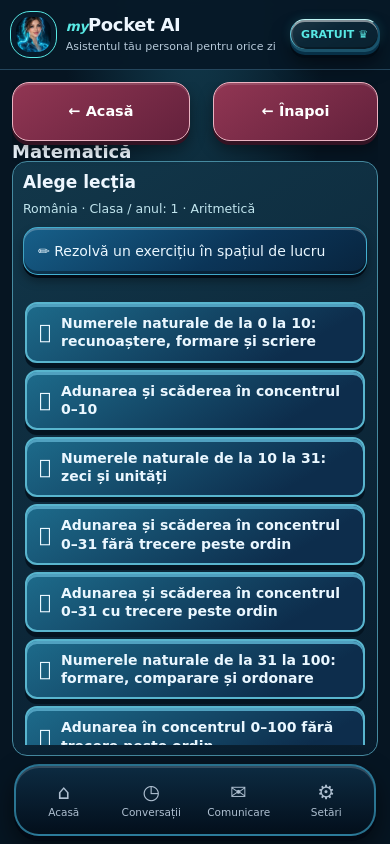 myPocket AI
Asistentul tău personal pentru orice zi
GRATUIT ♛
← Acasă
← Înapoi
Matematică
Alege lecția
România · Clasa / anul: 1 · Aritmetică
✏ Rezolvă un exercițiu în spațiul de lucru
Numerele naturale de la 0 la 10:
recunoaștere, formare și scriere
Adunarea și scăderea în concentrul
0–10
Numerele naturale de la 10 la 31:
zeci și unități
Adunarea și scăderea în concentrul
0–31 fără trecere peste ordin
Adunarea și scăderea în concentrul
0–31 cu trecere peste ordin
Numerele naturale de la 31 la 100:
formare, comparare și ordonare
Adunarea în concentrul 0–100 fără
trecere peste ordin
Acasă
Conversații
Comunicare
Setări